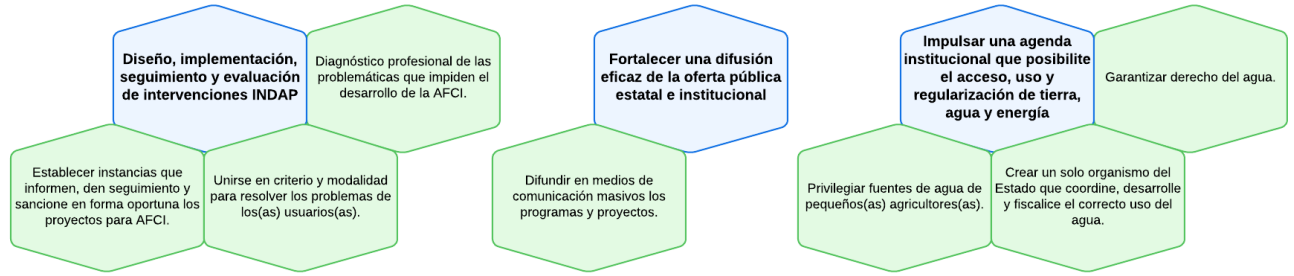 Diseño, implementación,
seguimiento y evaluación
de intervenciones INDAP
Diagnóstico profesional de las
problemáticas que impiden el
desarrollo de la AFCI.
Establecer instancias que
informen, den seguimiento y
sancione en forma oportuna los
proyectos para AFCI.
Unirse en criterio y modalidad
para resolver los problemas de
los(as) usuarios(as).
Fortalecer una difusión
eficaz de la oferta pública
estatal e institucional
Difundir en medios de
comunicación masivos los
programas y proyectos.
Impulsar una agenda
institucional que posibilite
el acceso, uso y
regularización de tierra,
agua y energía
Garantizar derecho del agua.
Privilegiar fuentes de agua de
pequeños(as) agricultores(as).
Crear un solo organismo del
Estado que coordine, desarrolle
y fiscalice el correcto uso del
agua.